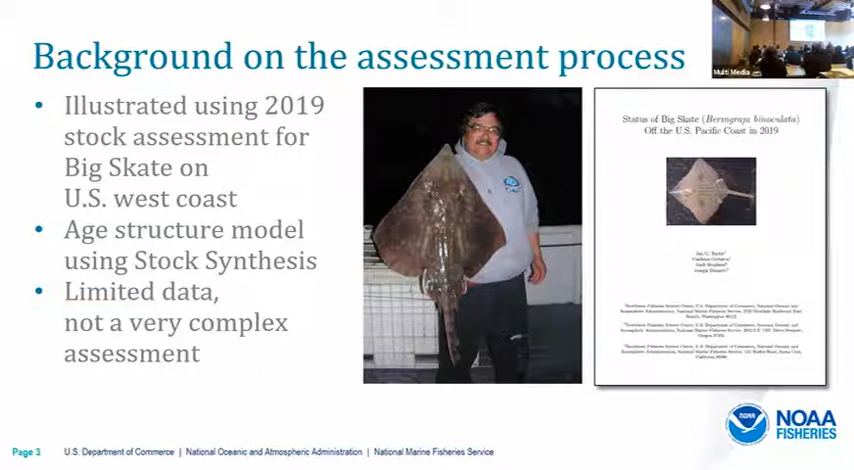 Background on the assessment process
Multi Media
• Illustrated using 2019
stock assessment for
Big Skate on
U.S. west coast
• Age structure model
using Stock Synthesis
• Limited data,
not a very complex
assessment
Status of Big Skate (Beringraja binoculata)
Off the U.S. Pacific Coast in 2019
NOAA
NOAA
FISHERIES
Page 3
U.S. Department of Commerce | National Oceanic and Atmospheric Administration | National Marine Fisheries Service